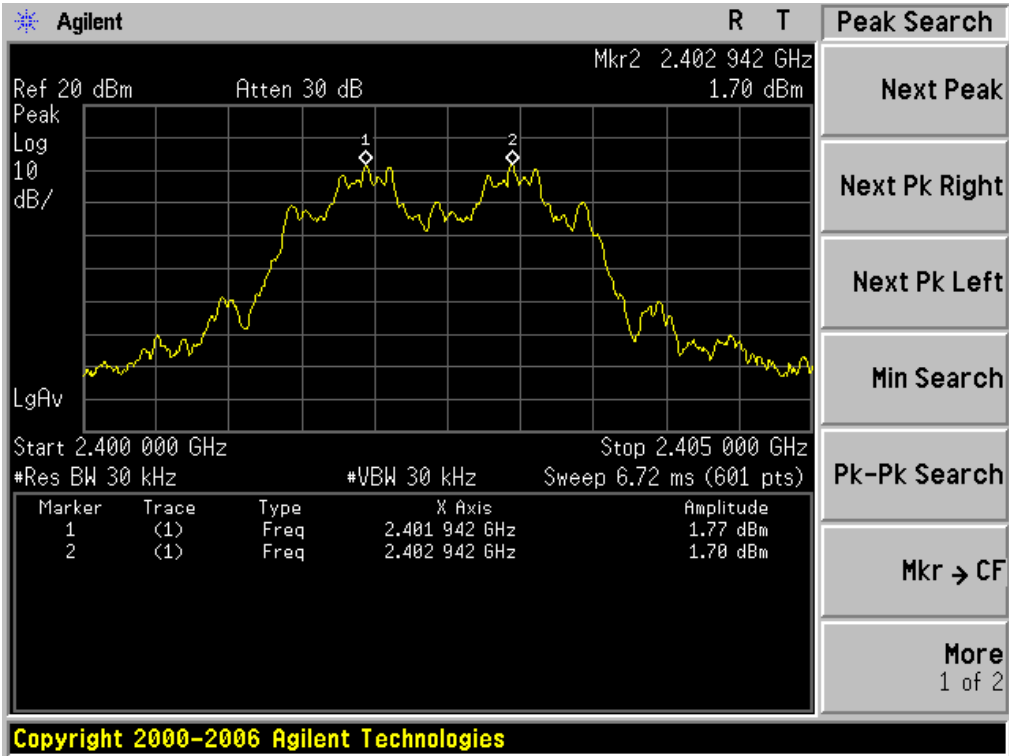 Agilent R T Peak Search
Mkr2 2.402 942 GHz
Ref 20 dBm Atten 30 dB 1.70 dBm
Peak
Log
10
dB/
1 2
LgAv
Start 2.400 000 GHz Stop 2.405 000 GHz
#Res BW 30 kHz #VBW 30 kHz Sweep 6.72 ms (601 pts)
Marker Trace Type X Axis Amplitude
1 (1) Freq 2.401 942 GHz 1.77 dBm
2 (1) Freq 2.402 942 GHz 1.70 dBm
Next Peak
Next Pk Right
Next Pk Left
Min Search
Pk-Pk Search
Mkr → CF
More
1 of 2
Copyright 2000-2006 Agilent Technologies